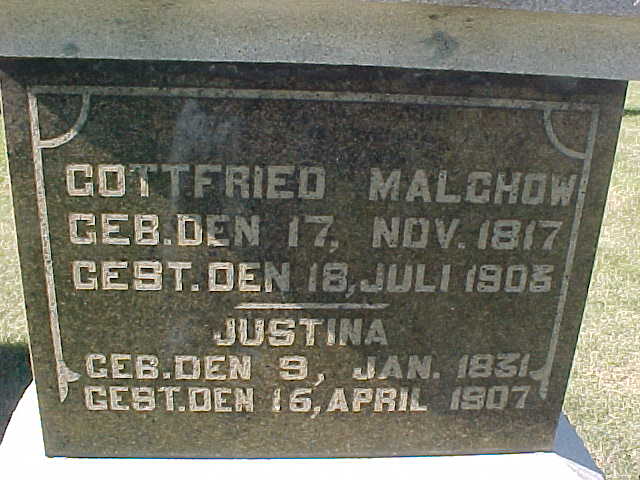 GOTTFRIED MALCHOW
GEB. DEN 17, NOV. 1817
GEST. DEN 18, JULI 1903
JUSTINA
GEB. DEN 9, JAN. 1831
GEST. DEN 16, APRIL 1907